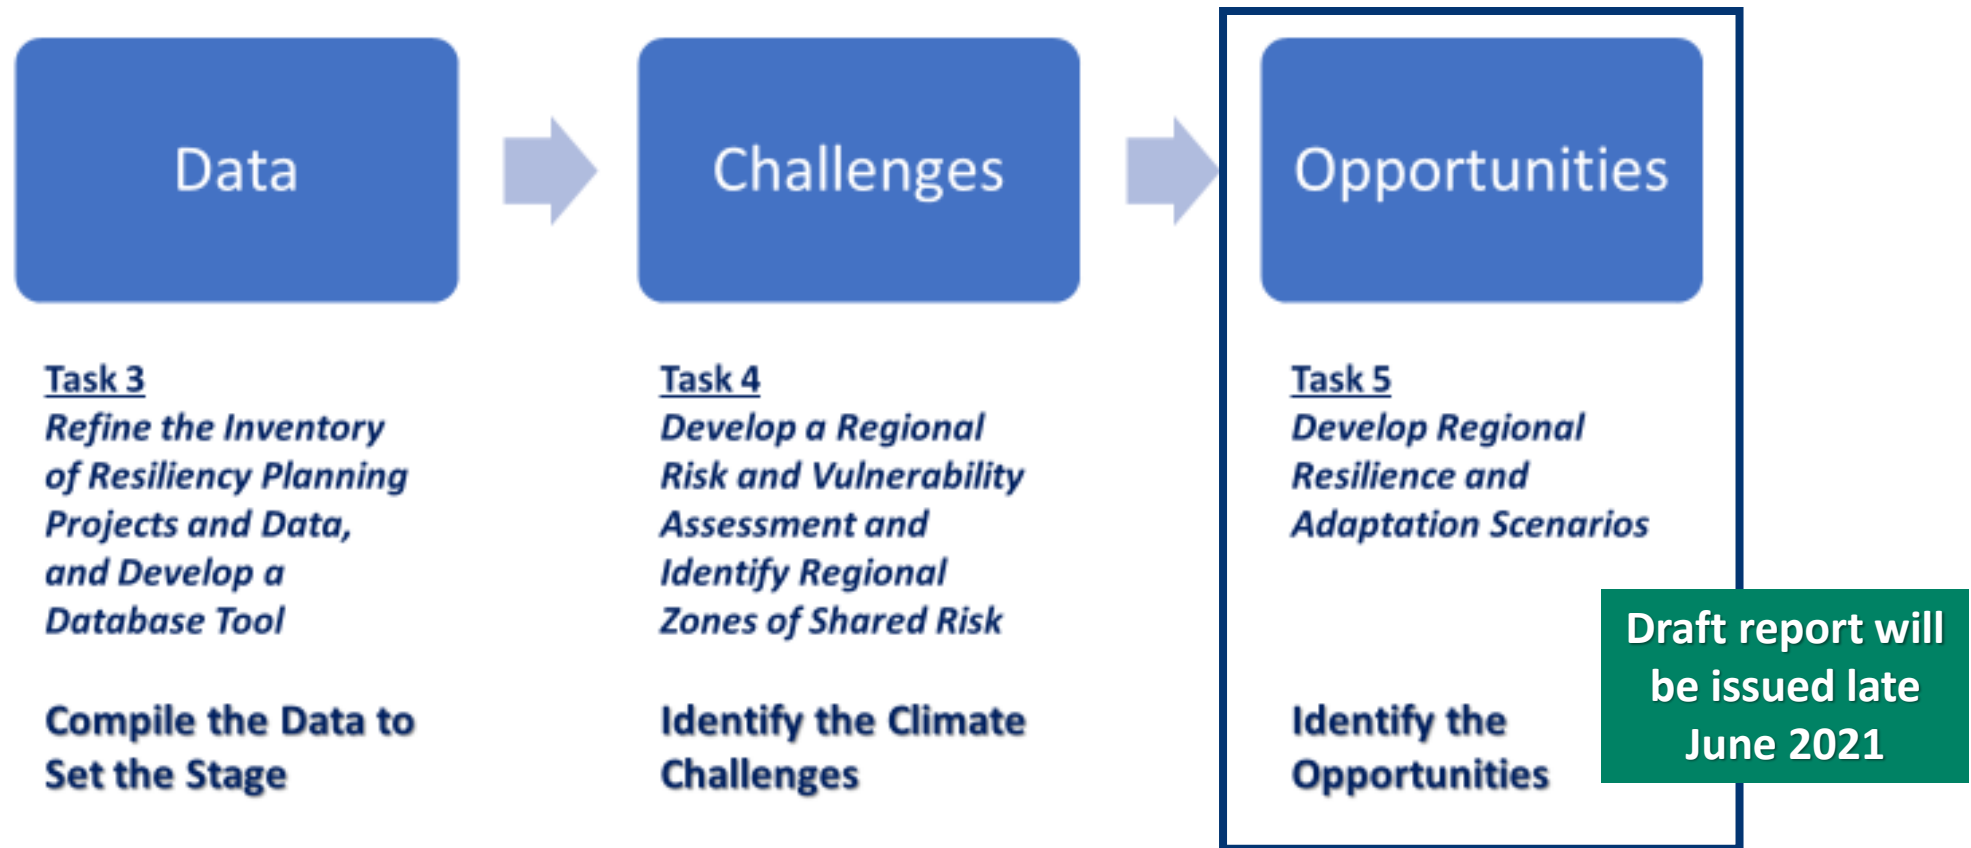 Data
Challenges
Opportunities
Task 3
Refine the Inventory
of Resiliency Planning
Projects and Data,
and Develop a
Database Tool
Compile the Data to
Set the Stage
Task 4
Develop a Regional
Risk and Vulnerability
Assessment and
Identify Regional
Zones of Shared Risk
Identify the Climate
Challenges
Task 5
Develop Regional
Resilience and
Adaptation Scenarios
Identify the
Opportunities
Draft report will
be issued late
June 2021